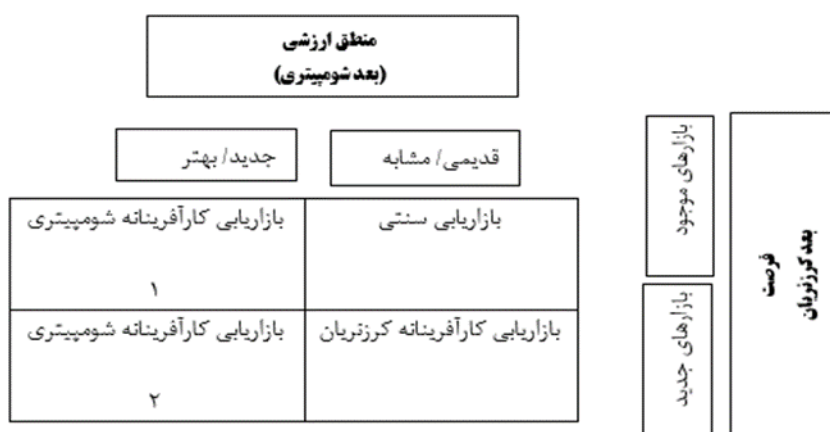 منطق ارزشی
(بعد شومپیتری)
قدیمی/ مشابه
جدید/ بهتر
بازارهای موجود
بازارهای جدید
فرصت
بعد کرزنریان
بازاریابی سنتی
بازاریابی کارآفرینانه شومپیتری
۱
بازاریابی کارآفرینانه کرزنریان
بازاریابی کارآفرینانه شومپیتری
۲